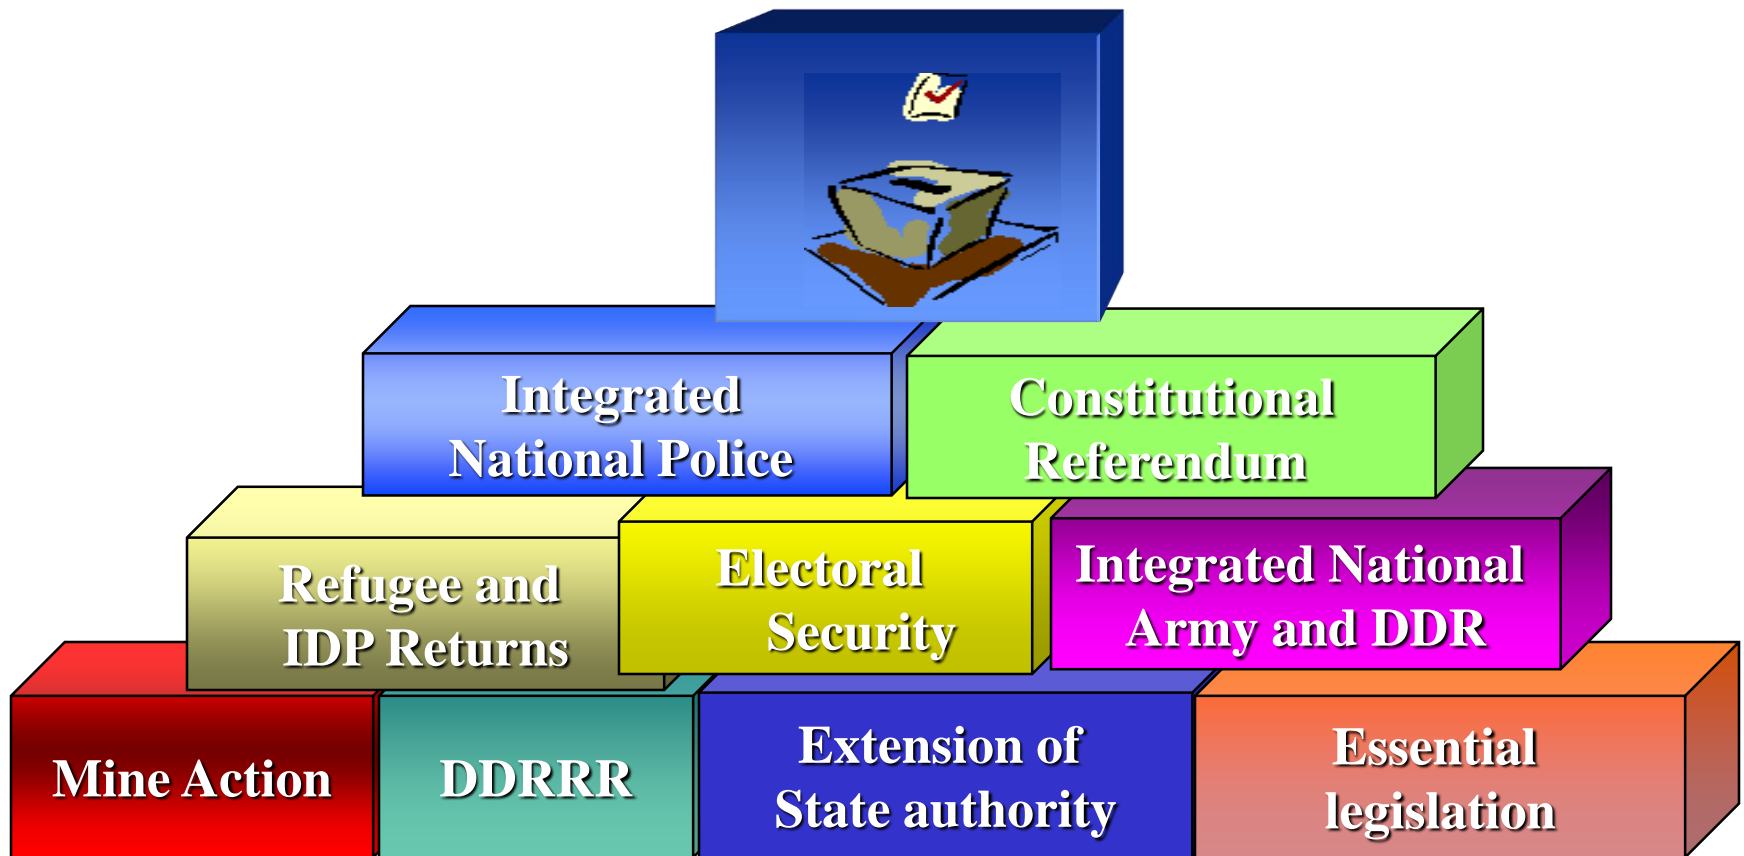 Integrated
National Police
Constitutional
Referendum
Refugee and
IDP Returns
Electoral
Security
Integrated National
Army and DDR
Mine Action
DDRRR
Extension of
State authority
Essential
legislation